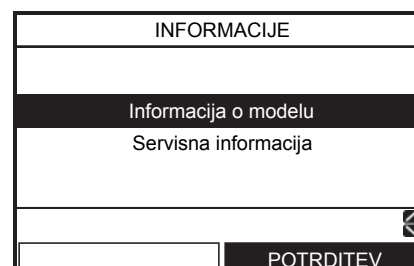 INFORMACIJE
Informacija o modelu
Servisna informacija
POTRDITEV